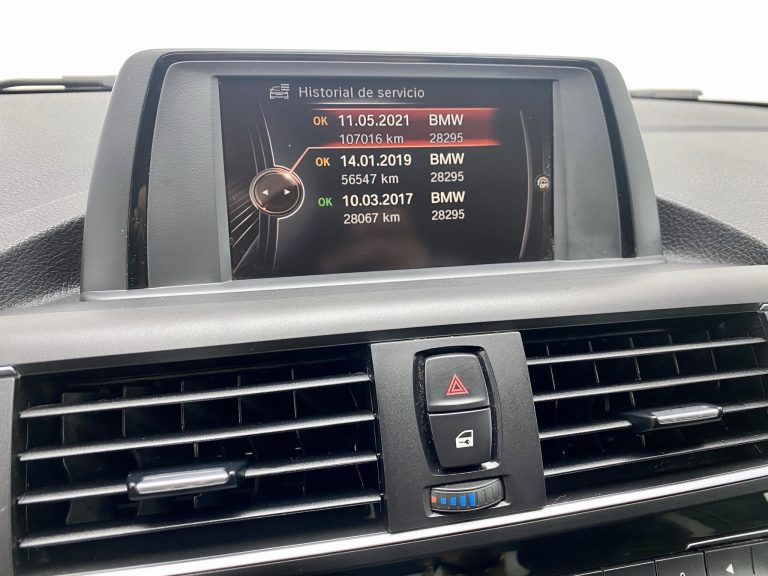 Historial de servicio
OK 11.05.2021 BMW
107016 km 28295
OK 14.01.2019 BMW
56547 km 28295
OK 10.03.2017 BMW
28067 km 28295
OFF